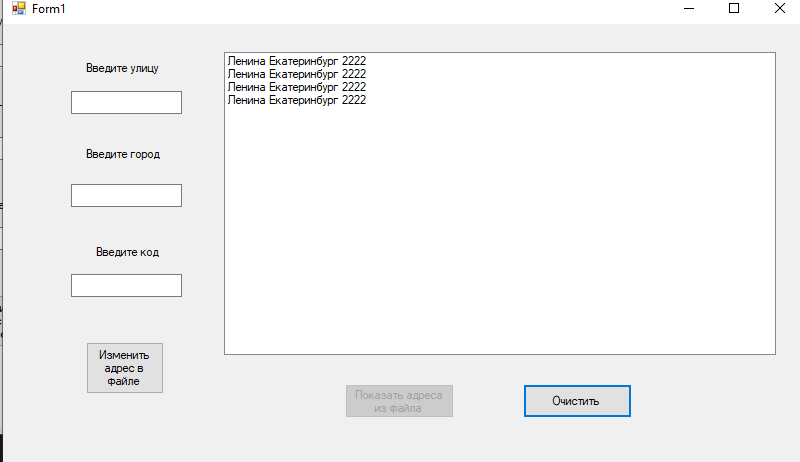 Form1
Введите улицу
Введите город
Введите код
Изменить
адрес в
файле
Ленина Екатеринбург 2222
Ленина Екатеринбург 2222
Ленина Екатеринбург 2222
Ленина Екатеринбург 2222
Показать адреса
из файла
Очистить